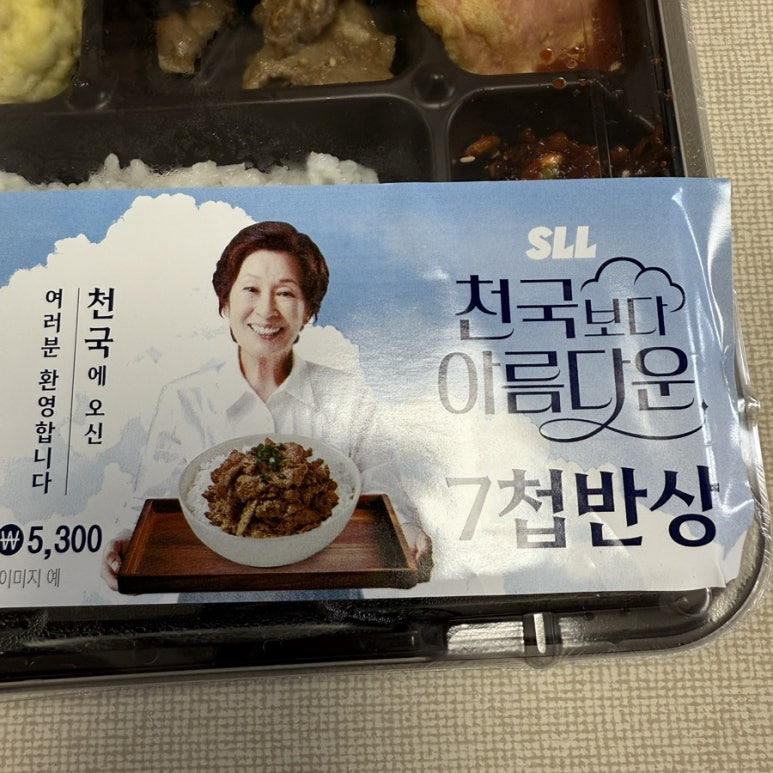 천국에 오신
여러분 환영합니다
₩5,300
이미지 예
SLL
천국보다
아름다운
7첩반상